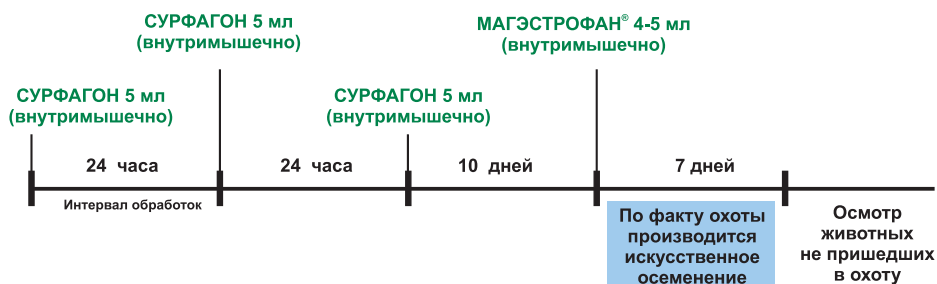 СУРФАГОН 5 мл
(внутримышечно)
МАГЭСТРОФАН® 4-5 мл
(внутримышечно)
СУРФАГОН 5 мл
(внутримышечно)
СУРФАГОН 5 мл
(внутримышечно)
24 часа
24 часа
10 дней
7 дней
Интервал обработок
По факту охоты
производится
искусственное
осеменение
Осмотр
животных
не пришедших
в охоту